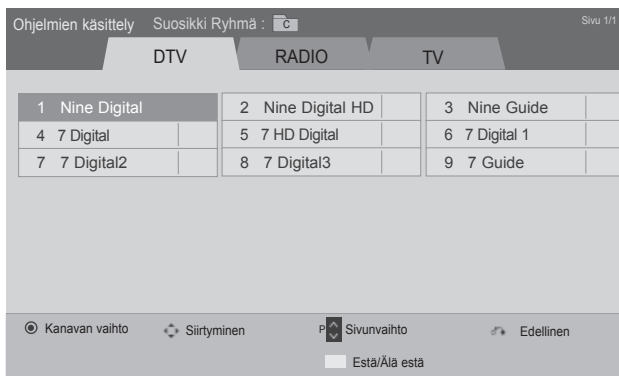 Ohjelmien käsittely Suosikki Ryhmä : C Sivu 1/1
DTV RADIO TV
1 Nine Digital 2 Nine Digital HD 3 Nine Guide
4 7 Digital 5 7 HD Digital 6 7 Digital 1
7 7 Digital2 8 7 Digital3 9 7 Guide
Kanavan vaihto Siirtyminen P Sivunvaihto Edellinen
Estä/Älä estä